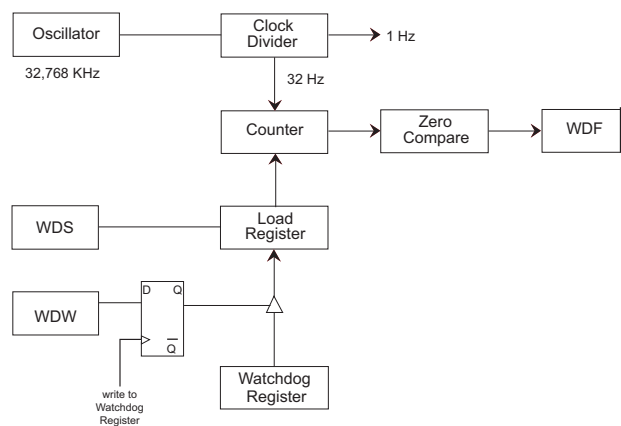 Oscillator
Clock
Divider
1 Hz
32,768 KHz
32 Hz
Counter
Zero
Compare
WDF
WDS
Load
Register
D Q
WDW
Q
write to
Watchdog
Register
Watchdog
Register